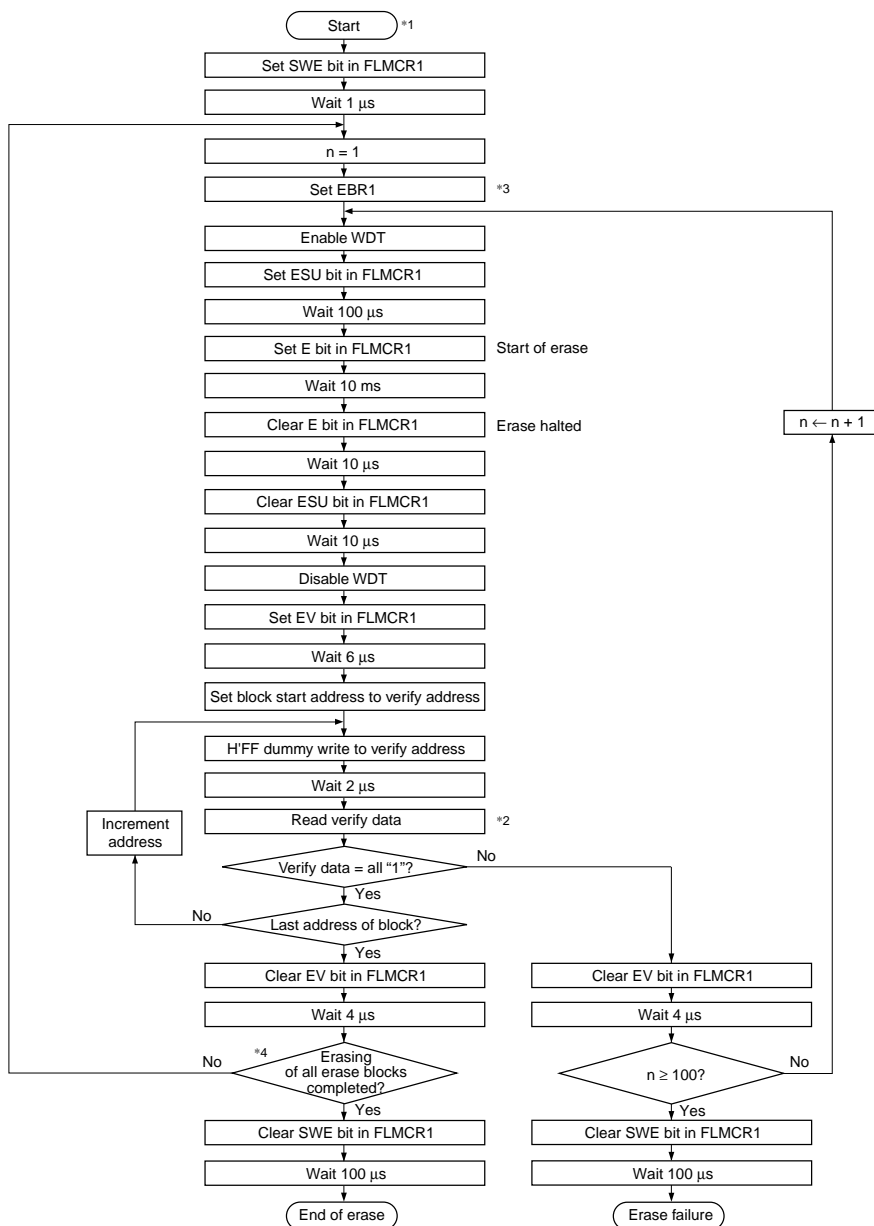 Start *1
Set SWE bit in FLMCR1
Wait 1 μs
n = 1
Set EBR1 *3
Enable WDT
Set ESU bit in FLMCR1
Wait 100 μs
Set E bit in FLMCR1 Start of erase
Wait 10 ms
Clear E bit in FLMCR1 Erase halted
n ← n + 1
Wait 10 μs
Clear ESU bit in FLMCR1
Wait 10 μs
Disable WDT
Set EV bit in FLMCR1
Wait 6 μs
Set block start address to verify address
H'FF dummy write to verify address
Wait 2 μs
Increment
address
Read verify data *2
Verify data = all “1”?
No
Yes
No
Last address of block?
Yes
Clear EV bit in FLMCR1
Clear EV bit in FLMCR1
Wait 4 μs
Wait 4 μs
No
*4
Erasing
of all erase blocks
completed?
n ≥ 100?
No
Yes
Yes
Clear SWE bit in FLMCR1
Clear SWE bit in FLMCR1
Wait 100 μs
Wait 100 μs
End of erase
Erase failure